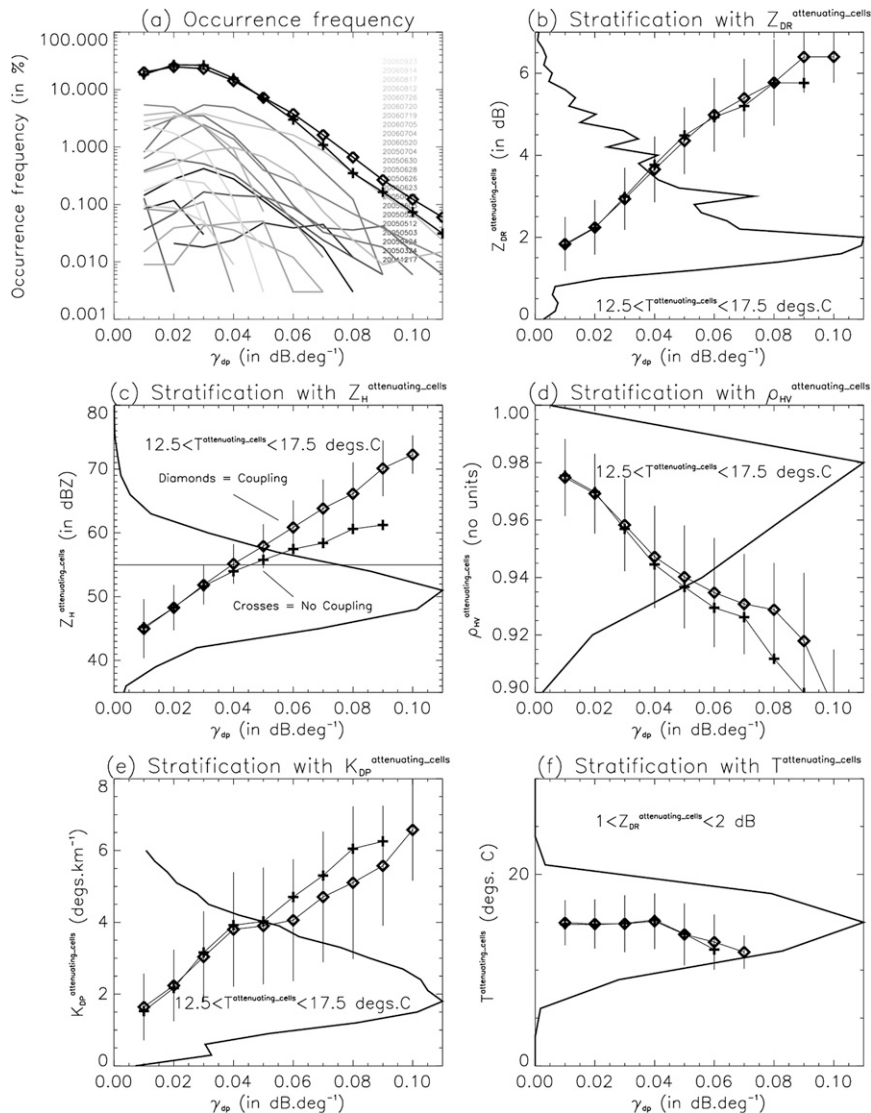 (a) Occurrence frequency
Occurrence frequency (in %)
100.000
10.000
1.000
0.100
0.010
0.001
20060823
20060814
20060817
20060812
20060726
20060720
20060719
20060705
20060704
20060520
20050704
20050630
20050628
20050626
20050623
20050512
20050503
20050424
20050324
20041217
0.00 0.02 0.04 0.06 0.08 0.10
γdp (in dB.deg⁻¹)
(b) Stratification with ZDR^attenuating_cells
ZDR^attenuating_cells (in dB)
6
4
2
0
12.5<T^attenuating_cells<17.5 degs.C
0.00 0.02 0.04 0.06 0.08 0.10
γdp (in dB.deg⁻¹)
(c) Stratification with ZH^attenuating_cells
ZH^attenuating_cells (in dBZ)
80
70
60
50
40
12.5<T^attenuating_cells<17.5 degs.C
Diamonds = Coupling
Crosses = No Coupling
0.00 0.02 0.04 0.06 0.08 0.10
γdp (in dB.deg⁻¹)
(d) Stratification with ρHV^attenuating_cells
ρHV^attenuating_cells (no units)
1.00
0.98
0.96
0.94
0.92
0.90
12.5<T^attenuating_cells<17.5 degs.C
0.00 0.02 0.04 0.06 0.08 0.10
γdp (in dB.deg⁻¹)
(e) Stratification with KDP^attenuating_cells
KDP^attenuating_cells (degs.km⁻¹)
8
6
4
2
0
12.5<T^attenuating_cells<17.5 degs.C
0.00 0.02 0.04 0.06 0.08 0.10
γdp (in dB.deg⁻¹)
(f) Stratification with T^attenuating_cells
T^attenuating_cells (degs. C)
20
10
0
1<ZDR^attenuating_cells<2 dB
0.00 0.02 0.04 0.06 0.08 0.10
γdp (in dB.deg⁻¹)